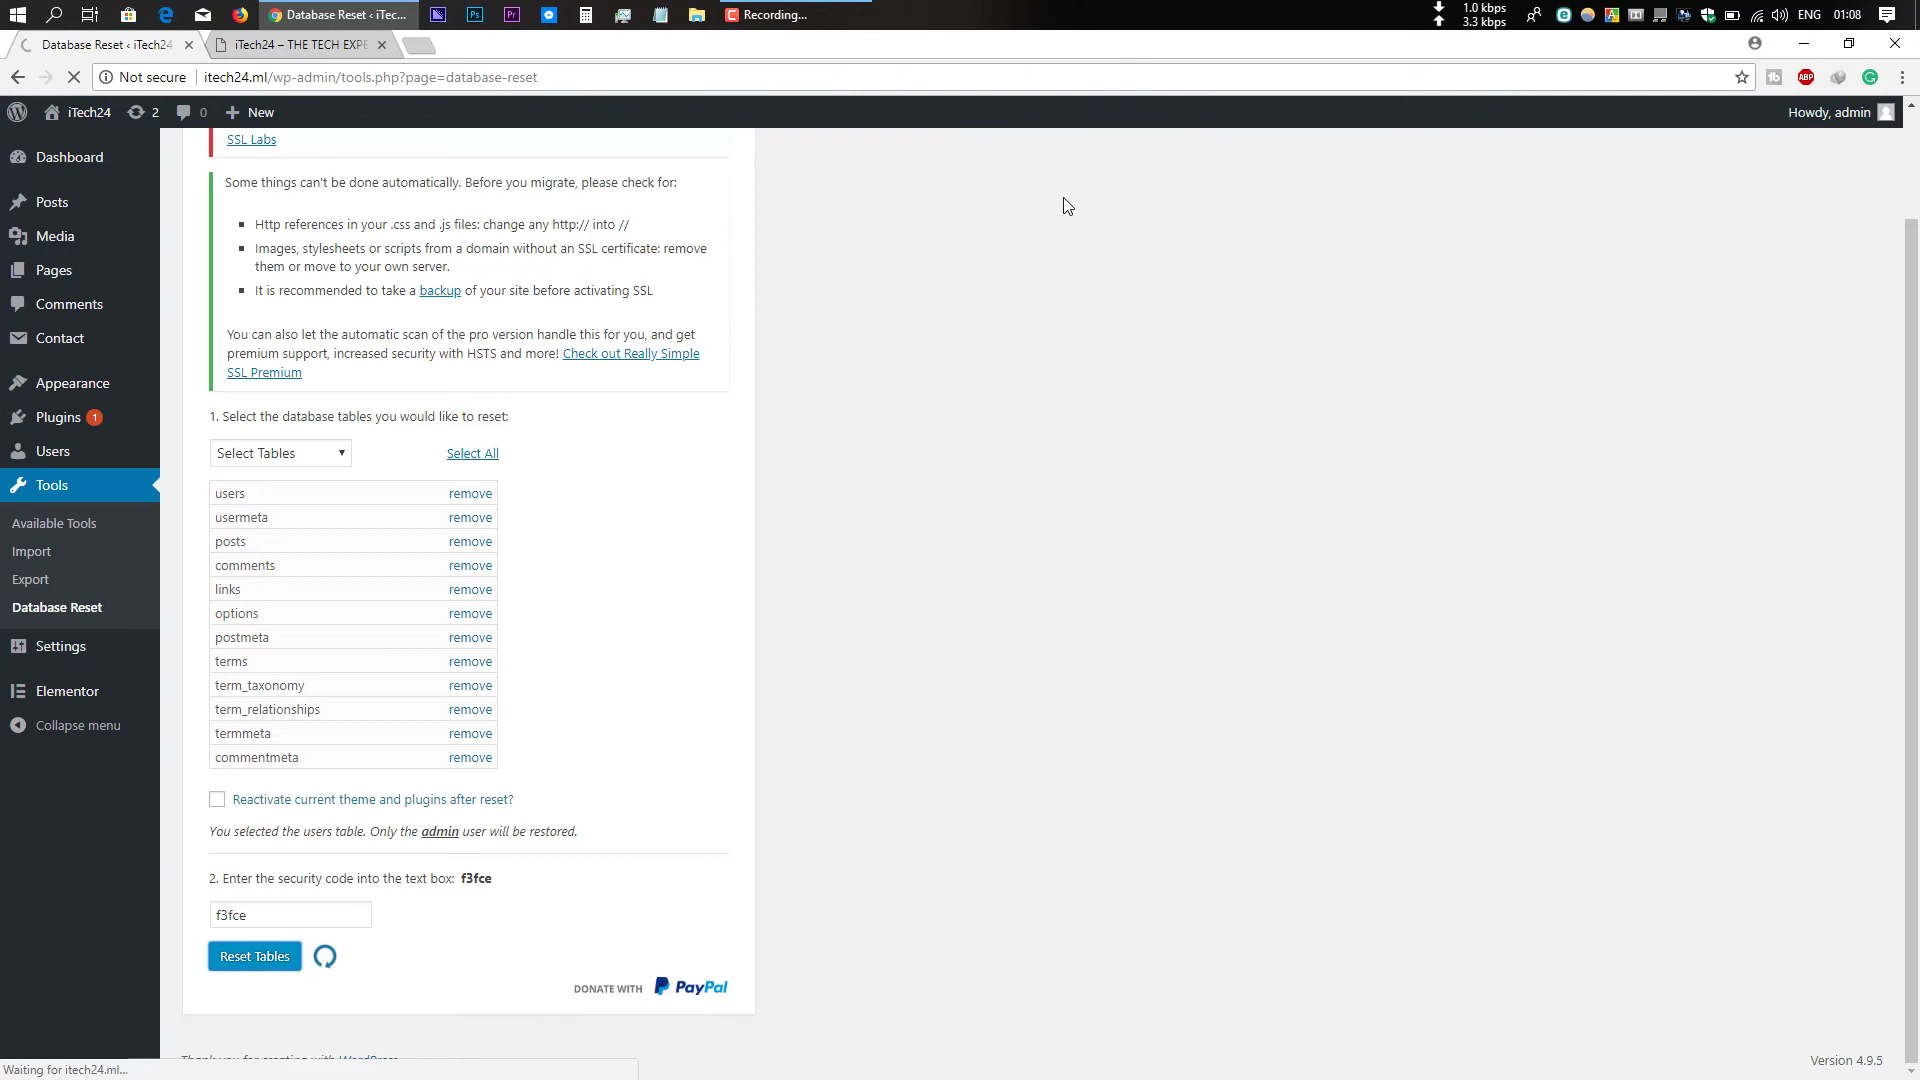 Database Reset ‹ iTec...
Recording...
1.0 kbps
3.3 kbps
ENG
01:08
Database Reset ‹ iTech24
iTech24 – THE TECH EXPE
Not secure
itech24.ml/wp-admin/tools.php?page=database-reset
iTech24
2
0
New
Howdy, admin
Dashboard
Posts
Media
Pages
Comments
Contact
Appearance
Plugins 1
Users
Tools
Available Tools
Import
Export
Database Reset
Settings
Elementor
Collapse menu
SSL Labs
Some things can't be done automatically. Before you migrate, please check for:
Http references in your .css and .js files: change any http:// into //
Images, stylesheets or scripts from a domain without an SSL certificate: remove
them or move to your own server.
It is recommended to take a backup of your site before activating SSL
You can also let the automatic scan of the pro version handle this for you, and get
premium support, increased security with HSTS and more! Check out Really Simple
SSL Premium
1. Select the database tables you would like to reset:
Select Tables
Select All
users remove
usermeta remove
posts remove
comments remove
links remove
options remove
postmeta remove
terms remove
term_taxonomy remove
term_relationships remove
termmeta remove
commentmeta remove
Reactivate current theme and plugins after reset?
You selected the users table. Only the admin user will be restored.
2. Enter the security code into the text box: f3fce
f3fce
Reset Tables
DONATE WITH PayPal
Thank you for creating with WordPress
Version 4.9.5
Waiting for itech24.ml...